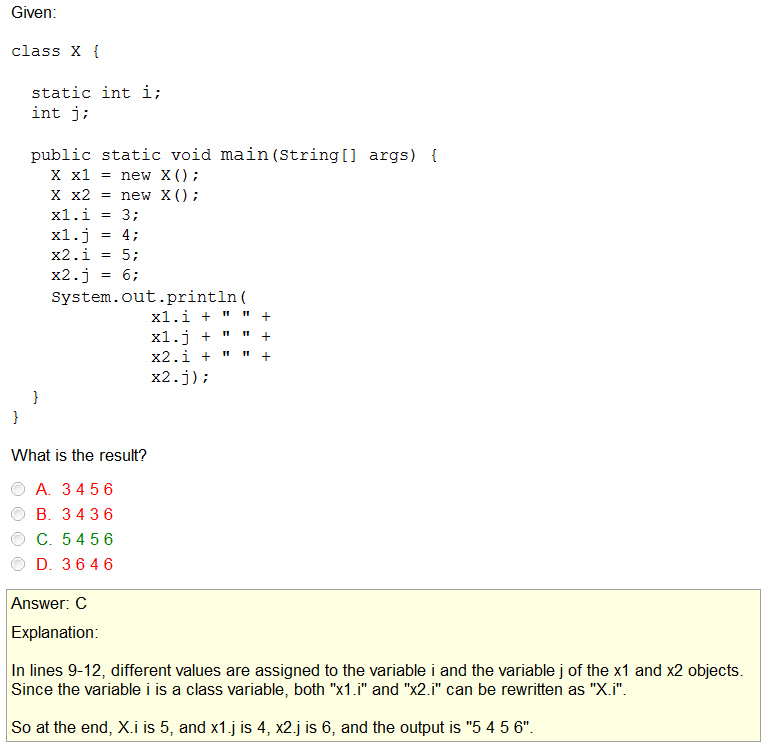 Given:
class X {
static int i;
int j;
public static void main(String[] args) {
X x1 = new X();
X x2 = new X();
x1.i = 3;
x1.j = 4;
x2.i = 5;
x2.j = 6;
System.out.println(
x1.i + " " +
x1.j + " " +
x2.i + " " +
x2.j);
}
}
What is the result?
A. 3 4 5 6
B. 3 4 3 6
C. 5 4 5 6
D. 3 6 4 6
Answer: C
Explanation:
In lines 9-12, different values are assigned to the variable i and the variable j of the x1 and x2 objects.
Since the variable i is a class variable, both "x1.i" and "x2.i" can be rewritten as "X.i".
So at the end, X.i is 5, and x1.j is 4, x2.j is 6, and the output is "5 4 5 6".